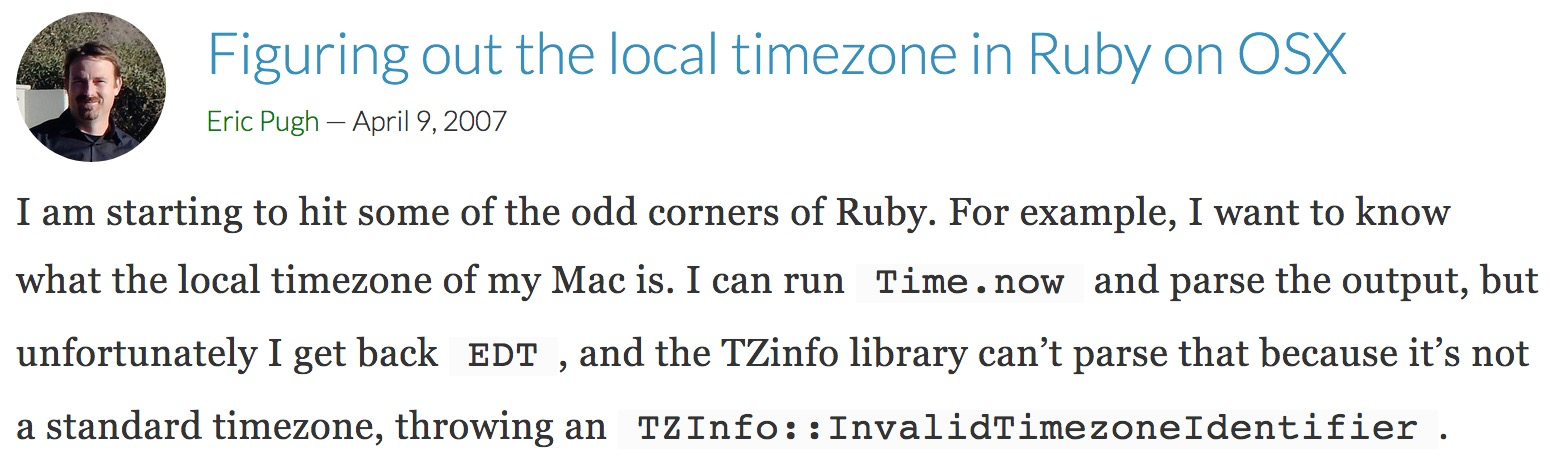 Figuring out the local timezone in Ruby on OSX
Eric Pugh — April 9, 2007
I am starting to hit some of the odd corners of Ruby. For example, I want to know
what the local timezone of my Mac is. I can run Time.now and parse the output, but
unfortunately I get back EDT , and the TZinfo library can’t parse that because it’s not
a standard timezone, throwing an TZInfo::InvalidTimezoneIdentifier .